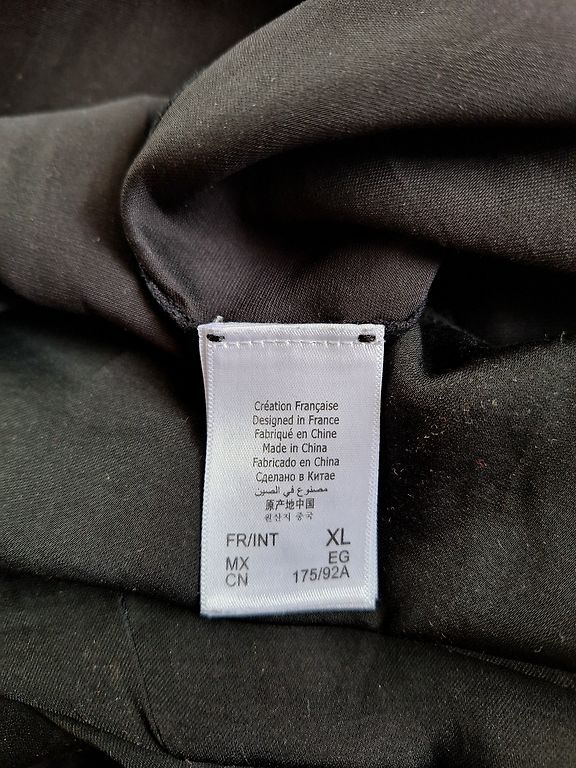 Création Française
Designed in France
Fabriqué en Chine
Made in China
Fabricado en China
Сделано в Китае
مصنوع في الصين
原产地中国
원산지 중국
FR/INT XL
MX EG
CN 175/92A